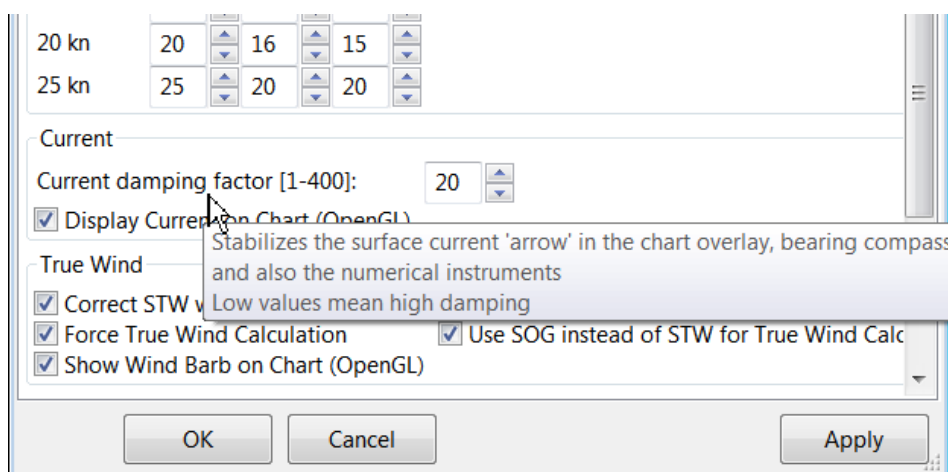 20 kn 20 16 15
25 kn 25 20 20
Current
Current damping factor [1-400]: 20
Display Current on Chart (OpenGL)
Stabilizes the surface current 'arrow' in the chart overlay, bearing compass
and also the numerical instruments
Low values mean high damping
True Wind
Correct STW
Force True Wind Calculation Use SOG instead of STW for True Wind Calc
Show Wind Barb on Chart (OpenGL)
OK Cancel Apply